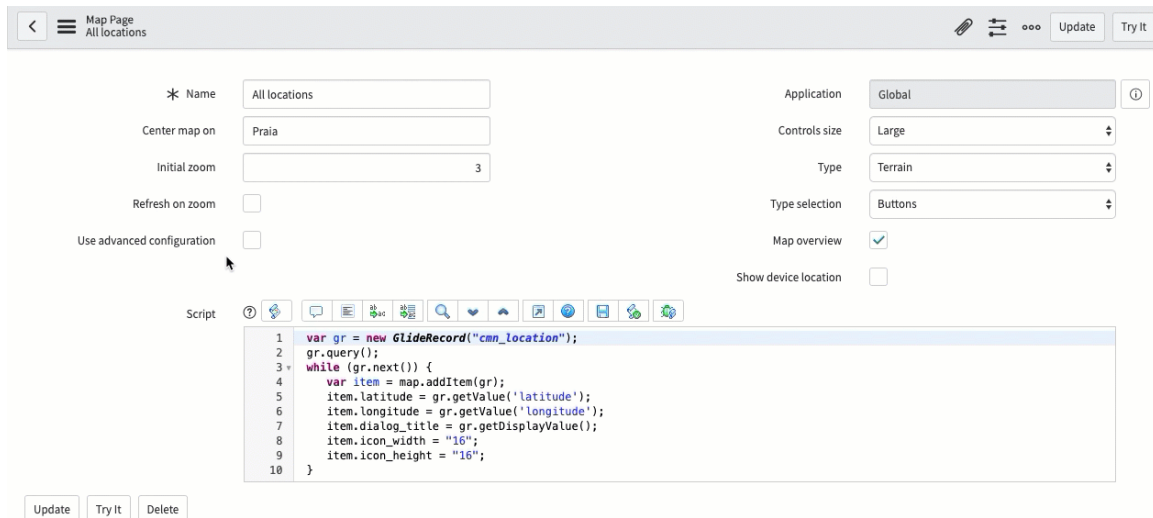 Map Page
All locations
ooo
Update
Try It
Name
All locations
Application
Global
Center map on
Praia
Controls size
Large
Initial zoom
3
Type
Terrain
Refresh on zoom
Type selection
Buttons
Use advanced configuration
Map overview
Show device location
Script
1 var gr = new GlideRecord("cmn_location");
2 gr.query();
3 while (gr.next()) {
4 var item = map.addItem(gr);
5 item.latitude = gr.getValue('latitude');
6 item.longitude = gr.getValue('longitude');
7 item.dialog_title = gr.getDisplayValue();
8 item.icon_width = "16";
9 item.icon_height = "16";
10 }
Update
Try It
Delete